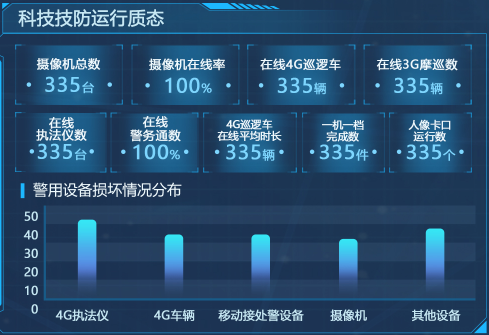 科技技防运行质态
摄像机总数 摄像机在线率 在线4G巡逻车 在线3G摩巡数
335台 100% 335辆 335辆
在线 在线 4G巡逻车 一机一档 人像卡口
执法仪数 警务通数 在线平均时长 完成数 运行数
335台 100% 335辆 335件 335个
警用设备损坏情况分布
50
40
30
20
10
0
4G执法仪 4G车辆 移动接处警设备 摄像机 其他设备